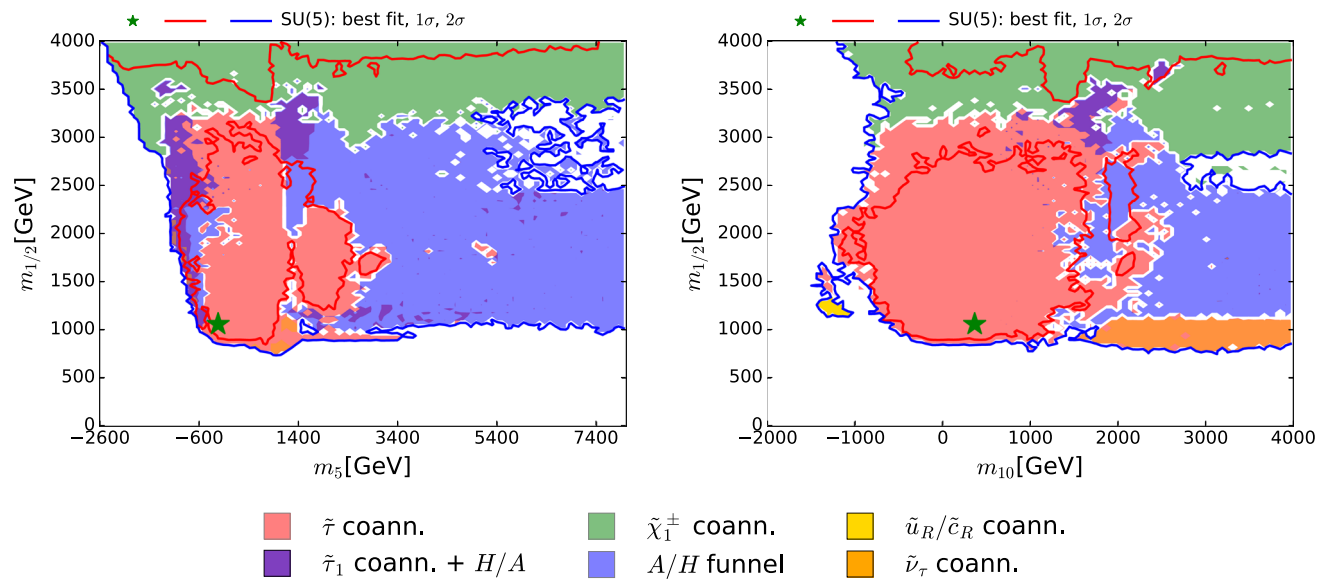 SU(5): best fit, 1σ, 2σ
SU(5): best fit, 1σ, 2σ
4000
3500
3000
2500
2000
1500
1000
500
0
m₁/₂[GeV]
−2600 −600 1400 3400 5400 7400
m₅[GeV]
4000
3500
3000
2500
2000
1500
1000
500
0
m₁/₂[GeV]
−2000 −1000 0 1000 2000 3000 4000
m₁₀[GeV]
τ̃ coann. χ̃₁± coann. ũ_R/c̃_R coann.
τ̃₁ coann. + H/A A/H funnel ν̃_τ coann.